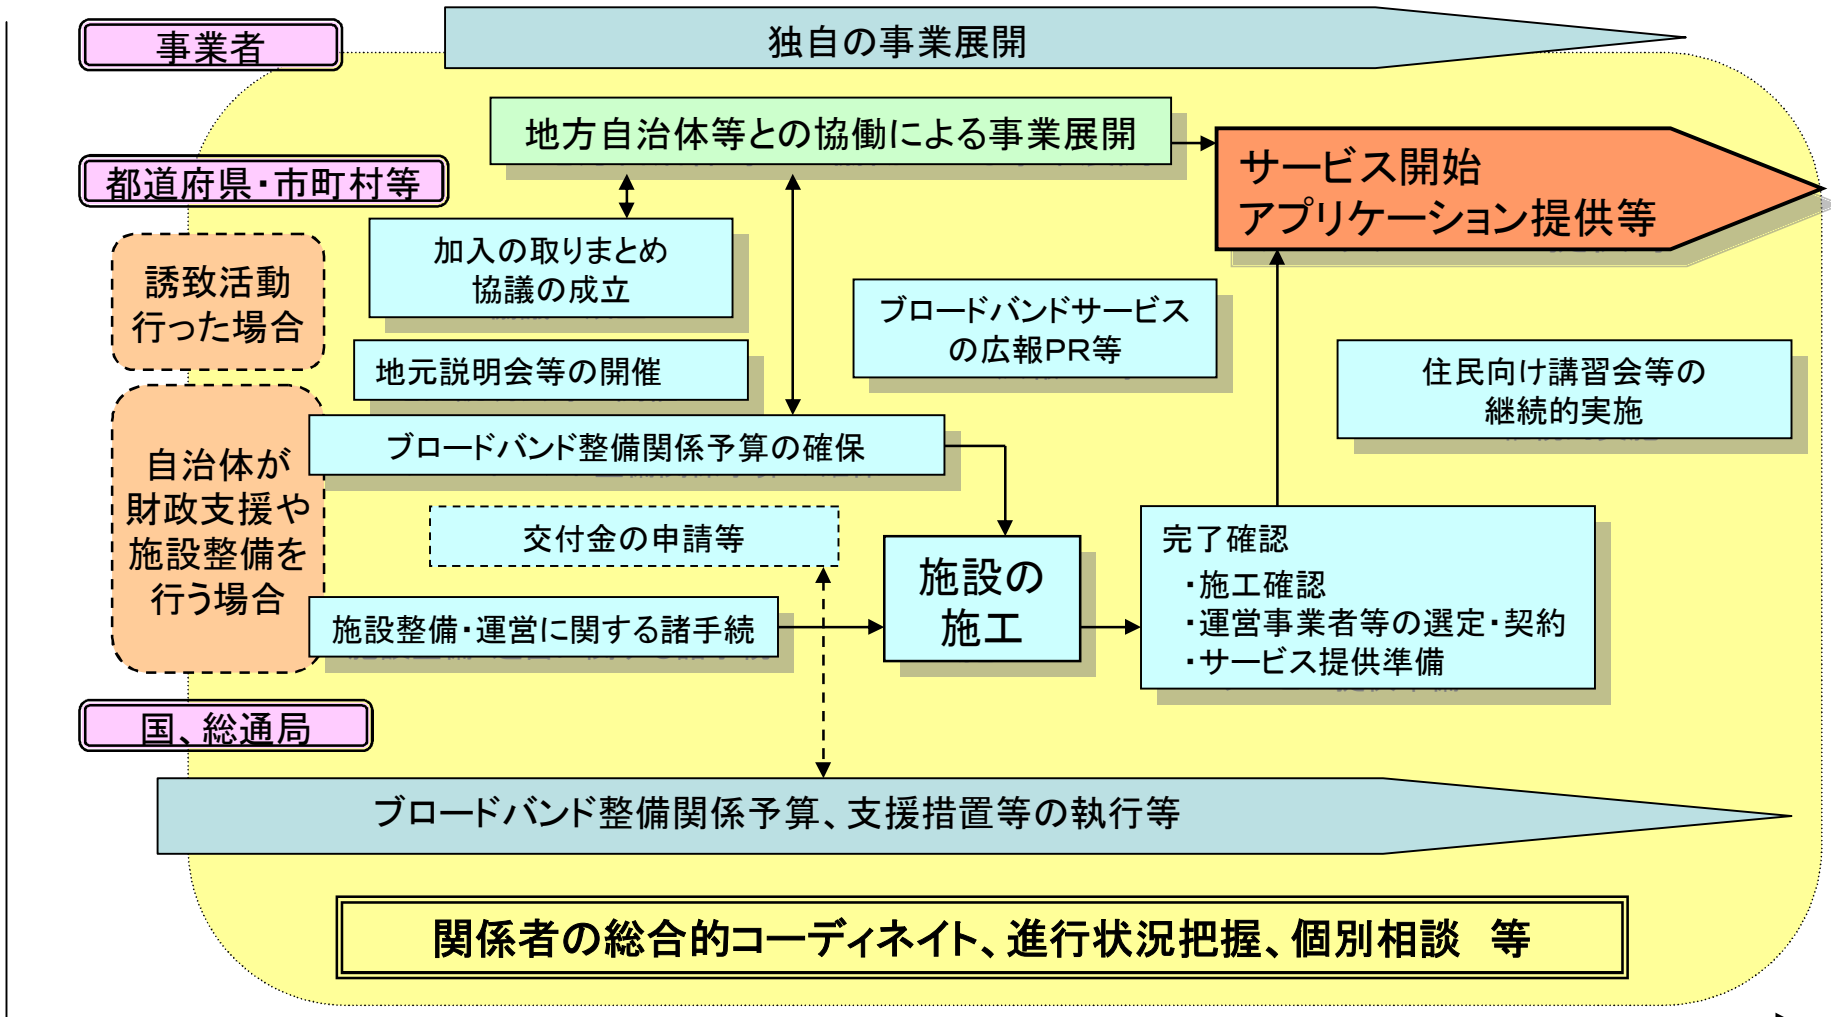 事業者
独自の事業展開
地方自治体等との協働による事業展開
サービス開始
アプリケーション提供等
都道府県・市町村等
加入の取りまとめ
協議の成立
誘致活動
行った場合
ブロードバンドサービス
の広報PR等
地元説明会等の開催
住民向け講習会等の
継続的実施
ブロードバンド整備関係予算の確保
自治体が
財政支援や
施設整備を
行う場合
交付金の申請等
施設の
施工
完了確認
・施工確認
・運営事業者等の選定・契約
・サービス提供準備
施設整備・運営に関する諸手続
国、総通局
ブロードバンド整備関係予算、支援措置等の執行等
関係者の総合的コーディネイト、進行状況把握、個別相談 等